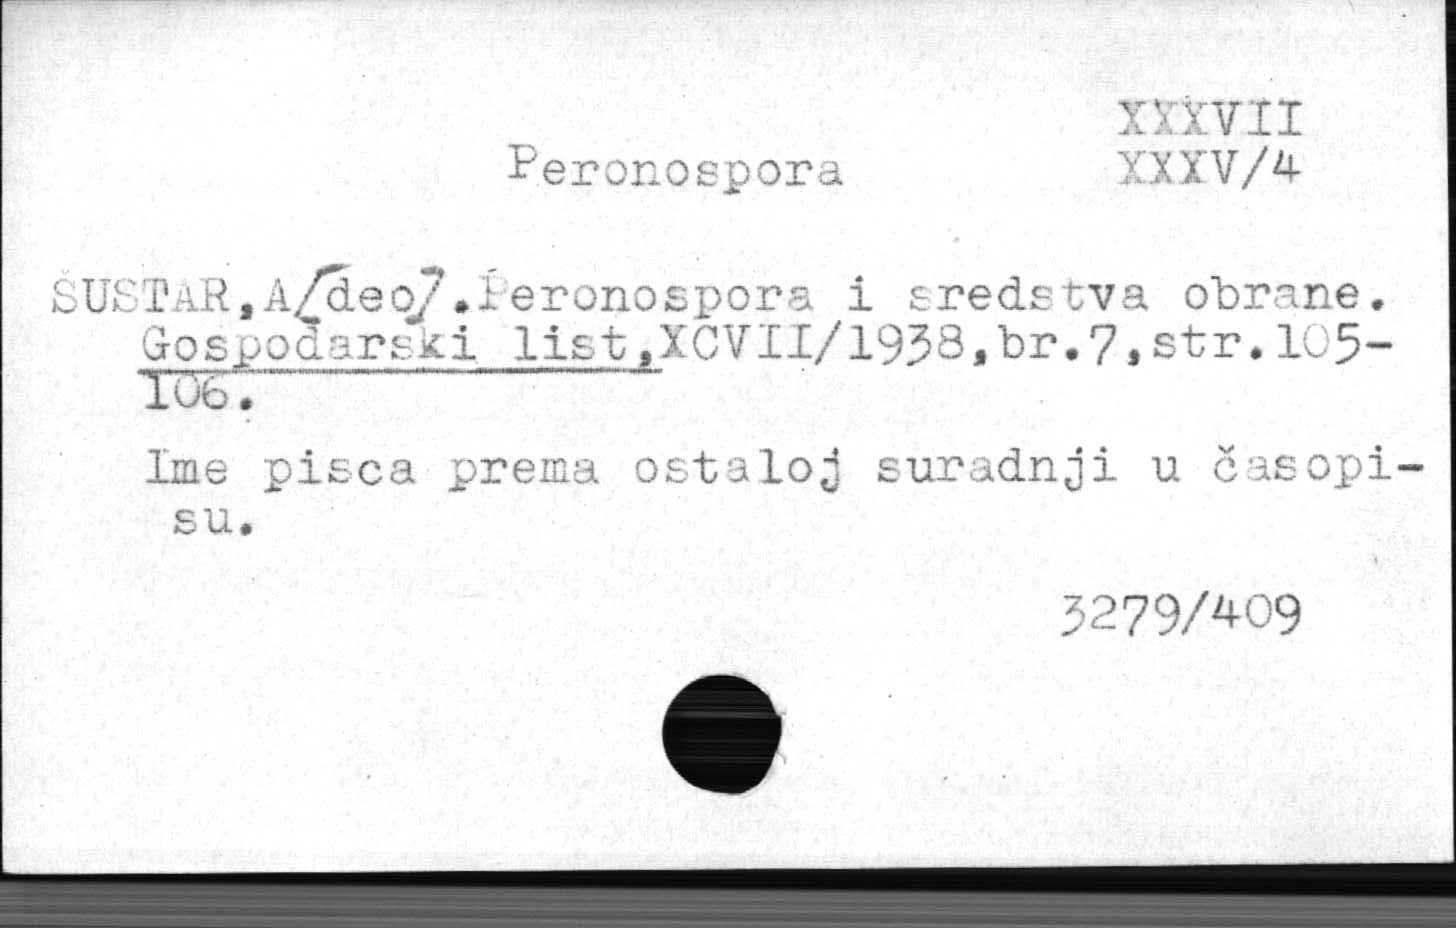 XXXVII
Peronospora XXXV/4
ŠUSTAR,A[deo].Peronospora i sredstva obrane.
Gospodarski list,XCVII/1938,br.7,str.105-
106.
Ime pisca prema ostaloj suradnji u časopi-
su.
3279/409